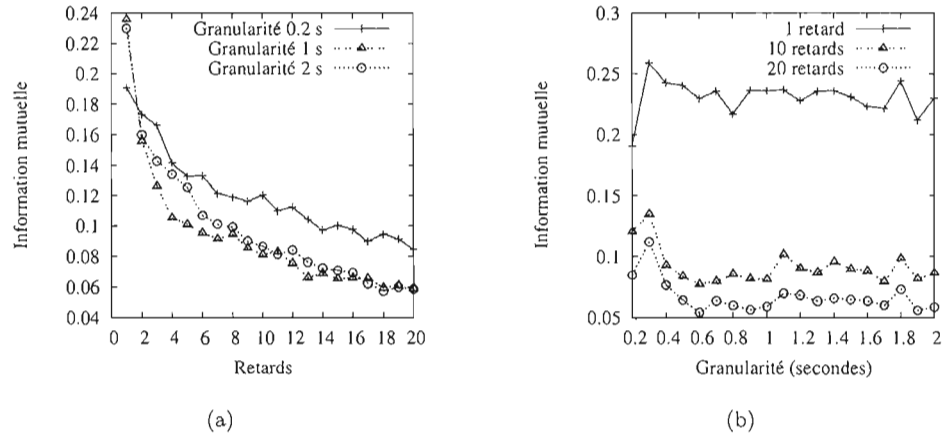 0.24
0.22
0.2
0.18
0.16
0.14
0.12
0.1
0.08
0.06
0.04
Information mutuelle
Granularité 0.2 s
Granularité 1 s
Granularité 2 s
0 2 4 6 8 10 12 14 16 18 20
Retards
(a)
0.3
0.25
0.2
0.15
0.1
0.05
Information mutuelle
1 retard
10 retards
20 retards
0.2 0.4 0.6 0.8 1 1.2 1.4 1.6 1.8 2
Granularité (secondes)
(b)